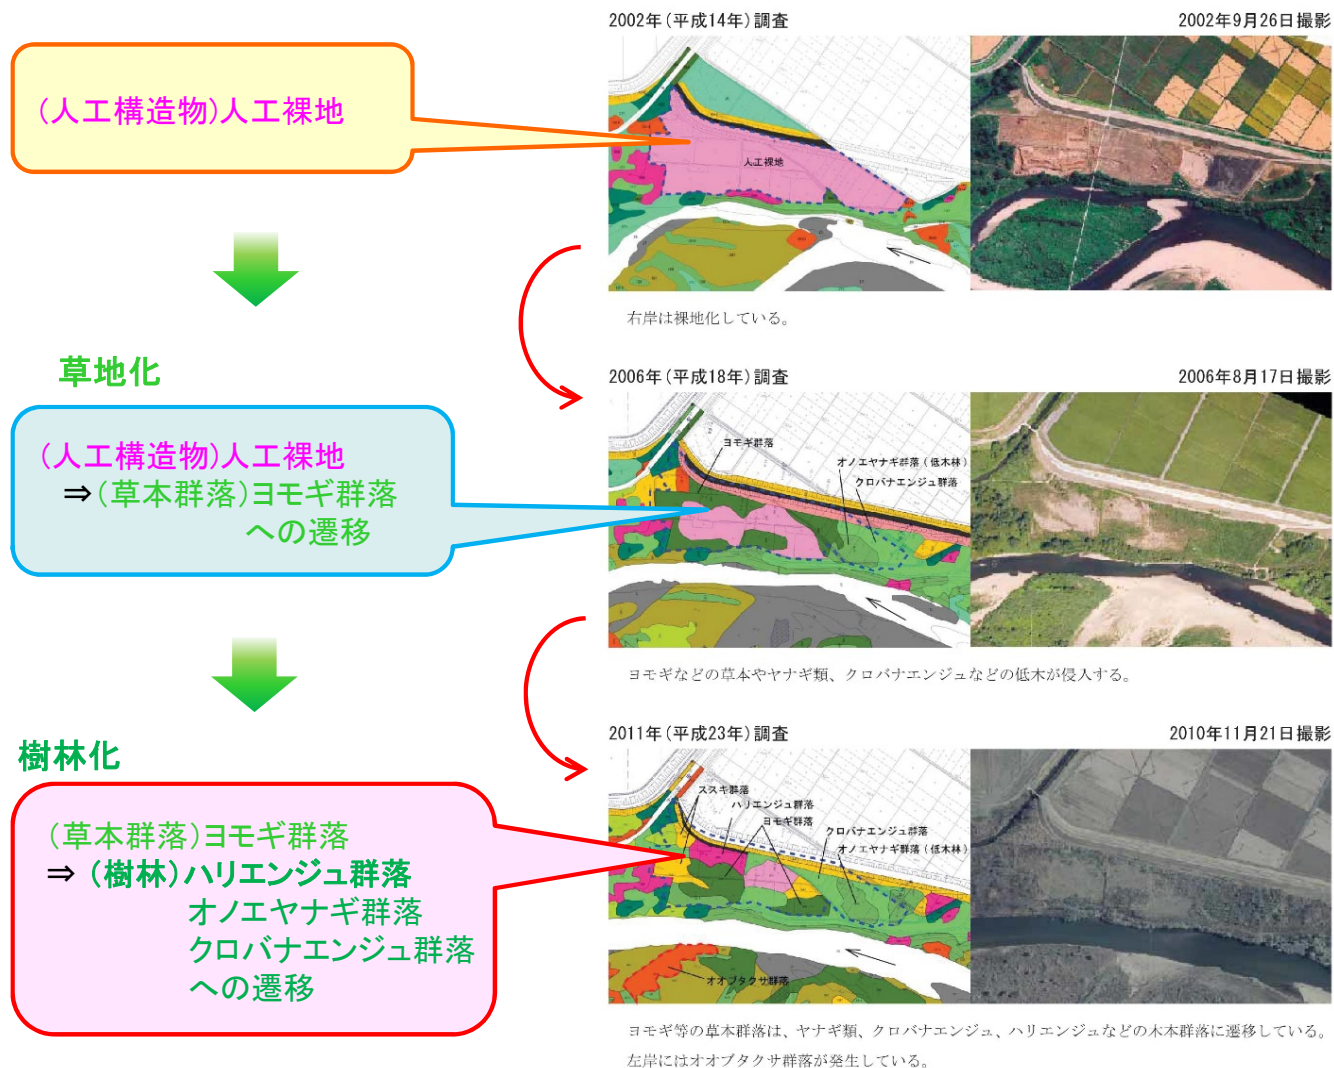 2002年(平成14年)調査
2002年9月26日撮影
(人工構造物)人工裸地
人工裸地
右岸は裸地化している。
草地化
2006年(平成18年)調査
2006年8月17日撮影
(人工構造物)人工裸地
⇒(草本群落)ヨモギ群落
への遷移
ヨモギ群落
オノエヤナギ群落(低木林)
クロバナエンジュ群落
ヨモギなどの草本やヤナギ類、クロバナエンジュなどの低木が侵入する。
樹林化
2011年(平成23年)調査
2010年11月21日撮影
(草本群落)ヨモギ群落
⇒ (樹林)ハリエンジュ群落
オノエヤナギ群落
クロバナエンジュ群落
への遷移
ススキ群落
ハリエンジュ群落
ヨモギ群落
クロバナエンジュ群落
オノエヤナギ群落(低木林)
オオブタクサ群落
ヨモギ等の草本群落は、ヤナギ類、クロバナエンジュ、ハリエンジュなどの木本群落に遷移している。
左岸にはオオブタクサ群落が発生している。